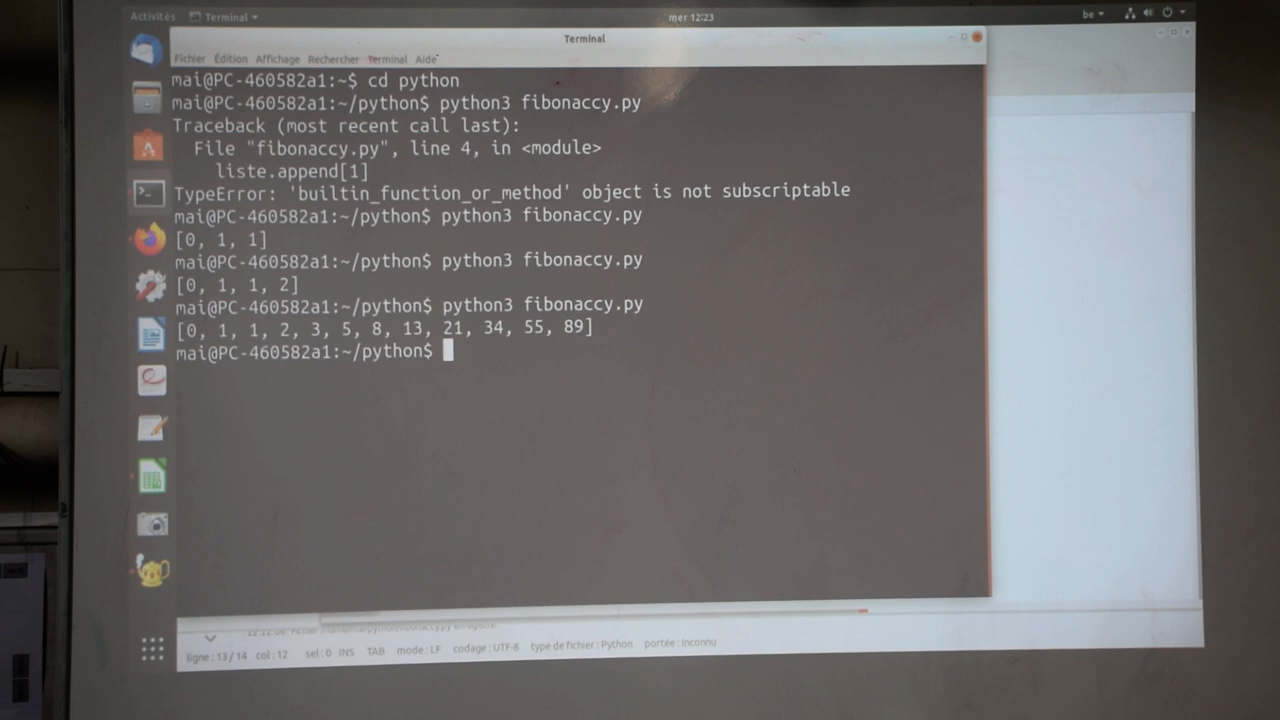 Activités Terminal mer 12:23 be
Terminal
Fichier Édition Affichage Rechercher Terminal Aide
mai@PC-460582a1:~$ cd python
mai@PC-460582a1:~/python$ python3 fibonaccy.py
Traceback (most recent call last):
File "fibonaccy.py", line 4, in <module>
liste.append[1]
TypeError: 'builtin_function_or_method' object is not subscriptable
mai@PC-460582a1:~/python$ python3 fibonaccy.py
[0, 1, 1]
mai@PC-460582a1:~/python$ python3 fibonaccy.py
[0, 1, 1, 2]
mai@PC-460582a1:~/python$ python3 fibonaccy.py
[0, 1, 1, 2, 3, 5, 8, 13, 21, 34, 55, 89]
mai@PC-460582a1:~/python$
ligne : 13 / 14 col : 12 sel : 0 INS TAB mode : LF codage : UTF-8 type de fichier : Python portée : inconnu